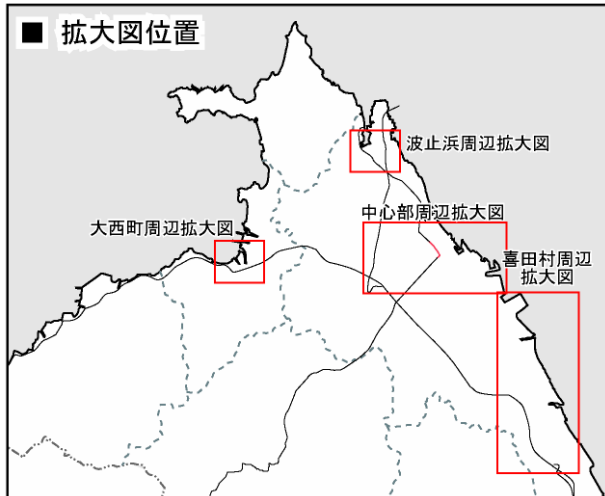 ■ 拡大図位置
波止浜周辺拡大図
中心部周辺拡大図
大西町周辺拡大図
喜田村周辺
拡大図